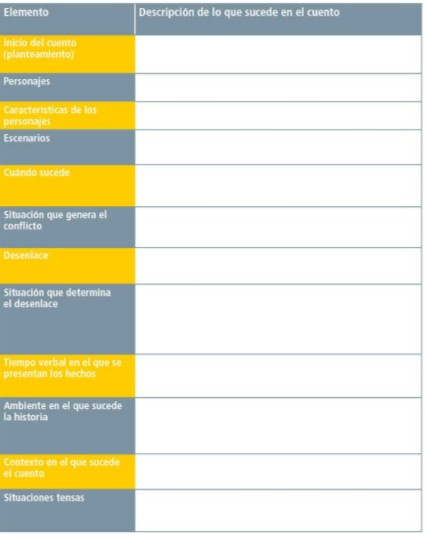 Elemento
Descripción de lo que sucede en el cuento
Inicio del cuento
(planteamiento)
Personajes
Características de los
personajes
Escenarios
Cuándo sucede
Situación que genera el
conflicto
Desenlace
Situación que determina
el desenlace
Tiempo verbal en el que se
presentan los hechos
Ambiente en el que sucede
la historia
Contexto en el que sucede
el cuento
Situaciones tensas